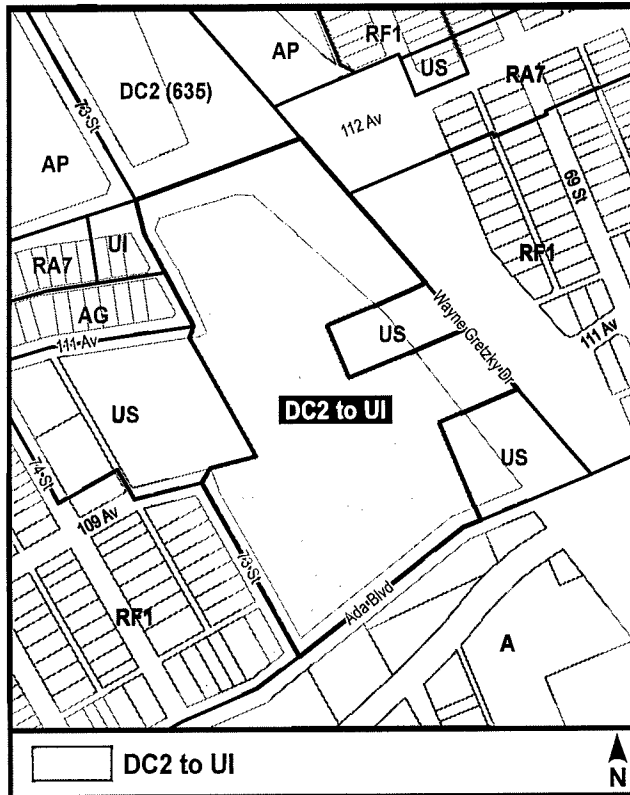 RF1
AP
US
DC2 (635)
RA7
73 St
112 Av
AP
69 St
UI
RA7
RF1
AG
Wayne Gretzky Dr
US
111 Av
111 Av
DC2 to UI
US
US
74 St
109 Av
73 St
Ada Blvd
RF1
A
DC2 to UI
N